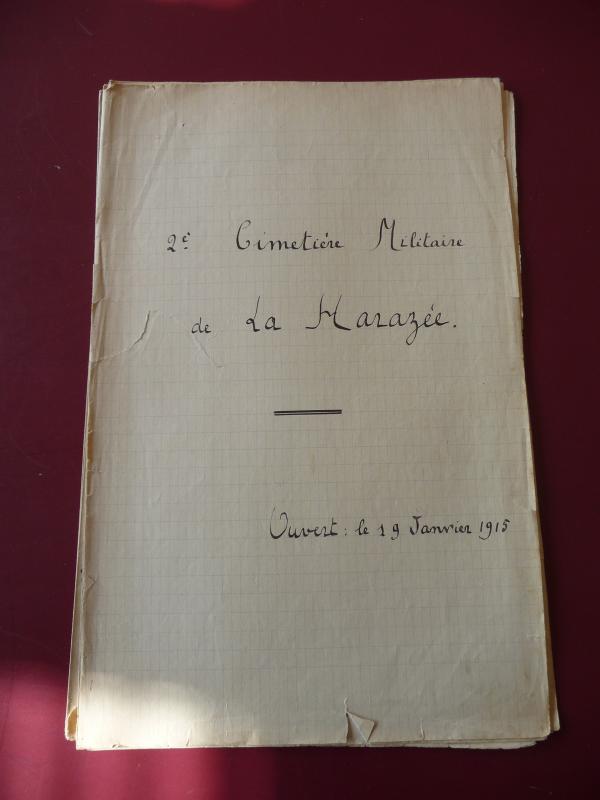 2e Cimetière Militaire
de La Harazée.
Ouvert : le 19 Janvier 1915